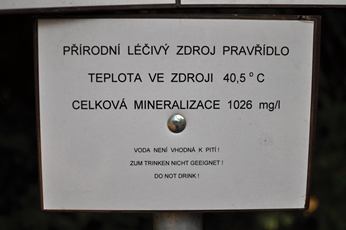 PŘÍRODNÍ LÉČIVÝ ZDROJ PRAVŘÍDLO
TEPLOTA VE ZDROJI 40,5 ° C
CELKOVÁ MINERALIZACE 1026 mg/l
VODA NENÍ VHODNÁ K PITÍ !
ZUM TRINKEN NICHT GEEIGNET !
DO NOT DRINK !